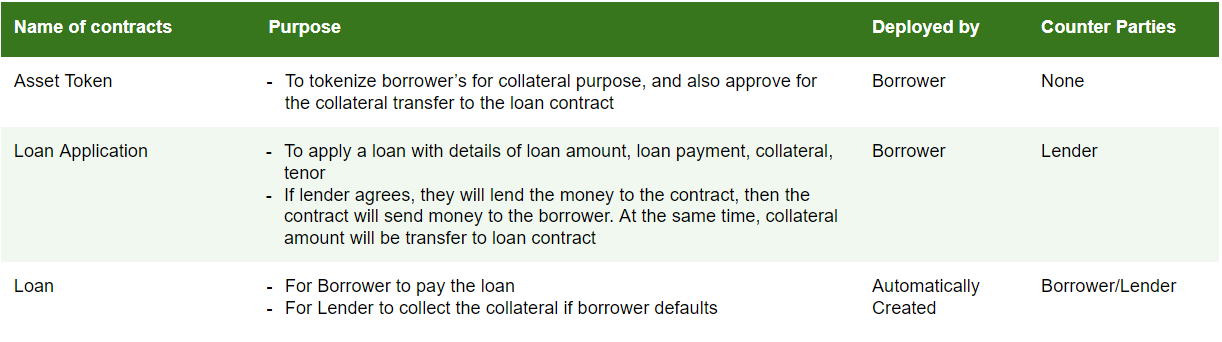 Name of contracts Purpose Deployed by Counter Parties
Asset Token - To tokenize borrower’s for collateral purpose, and also approve for Borrower None
the collateral transfer to the loan contract
Loan Application - To apply a loan with details of loan amount, loan payment, collateral, Borrower Lender
tenor
- If lender agrees, they will lend the money to the contract, then the
contract will send money to the borrower. At the same time, collateral
amount will be transfer to loan contract
Loan - For Borrower to pay the loan Automatically Borrower/Lender
- For Lender to collect the collateral if borrower defaults Created